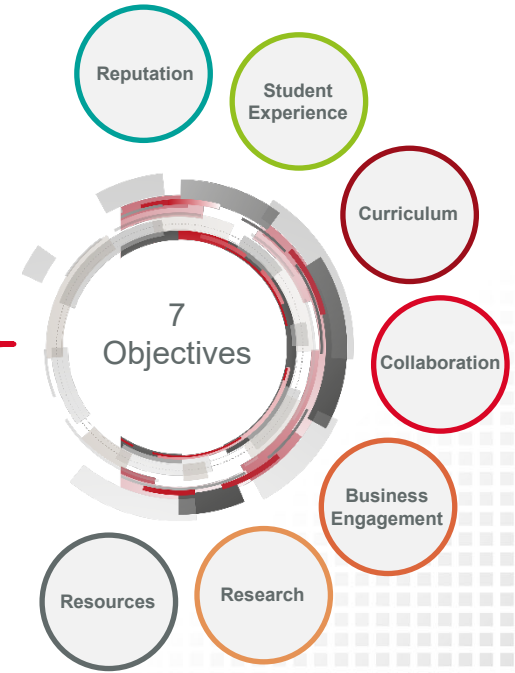 Reputation
Student
Experience
Curriculum
7
Objectives
Collaboration
Business
Engagement
Research
Resources